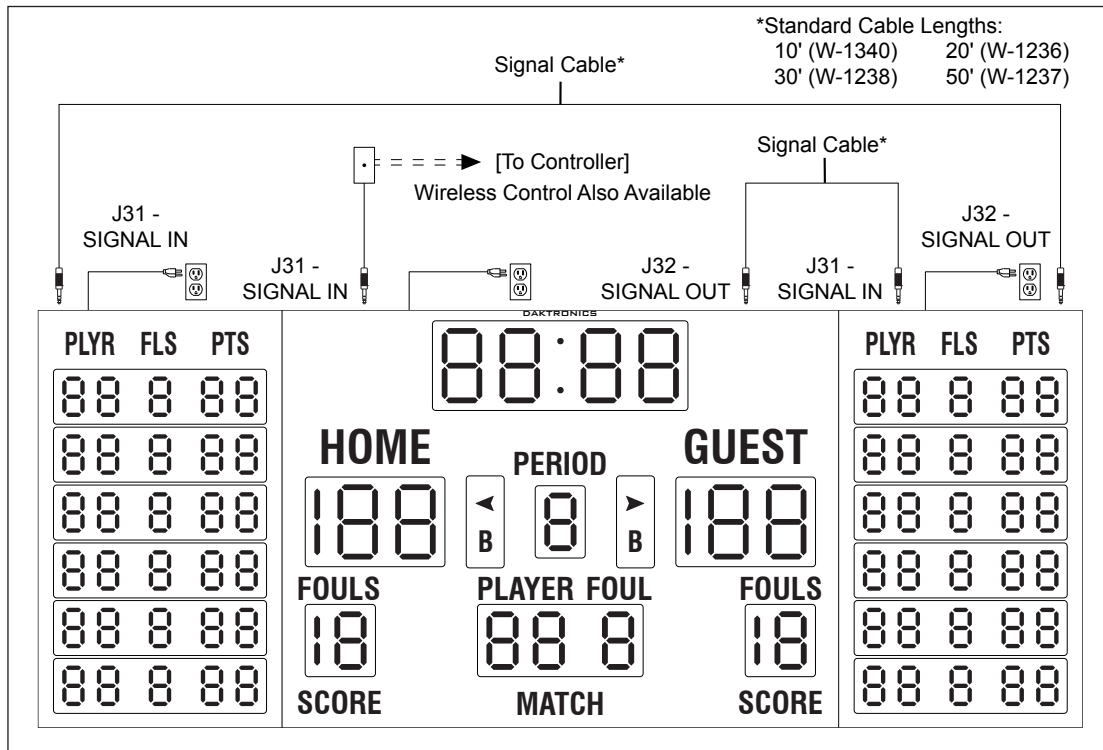 *Standard Cable Lengths:
10' (W-1340) 20' (W-1236)
30' (W-1238) 50' (W-1237)
Signal Cable*
Signal Cable*
[To Controller]
Wireless Control Also Available
J31 -
SIGNAL IN
J31 -
SIGNAL IN
J32 -
SIGNAL OUT
J31 -
SIGNAL IN
J32 -
SIGNAL OUT
DAKTRONICS
PLYR FLS PTS
88 8 88
88 8 88
88 8 88
88 8 88
88 8 88
88 8 88
88:88
HOME PERIOD GUEST
188 8 188
B B
FOULS PLAYER FOUL FOULS
18 88 8 18
SCORE MATCH SCORE
PLYR FLS PTS
88 8 88
88 8 88
88 8 88
88 8 88
88 8 88
88 8 88